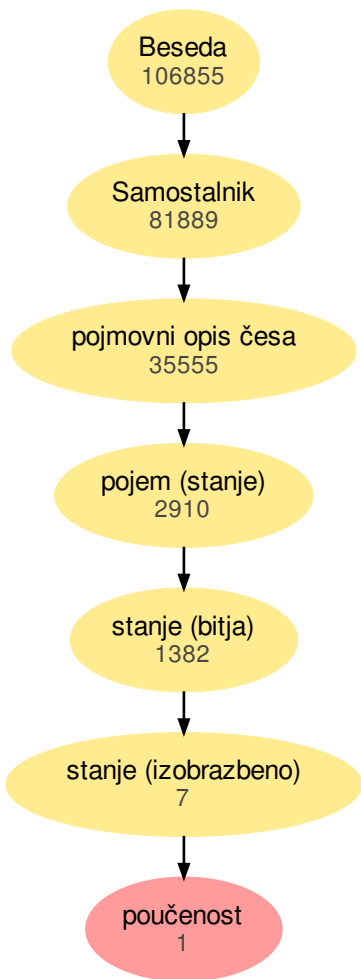 Beseda
106855
Samostalnik
81889
pojmovni opis česa
35555
pojem (stanje)
2910
stanje (bitja)
1382
stanje (izobrazbeno)
7
poučenost
1